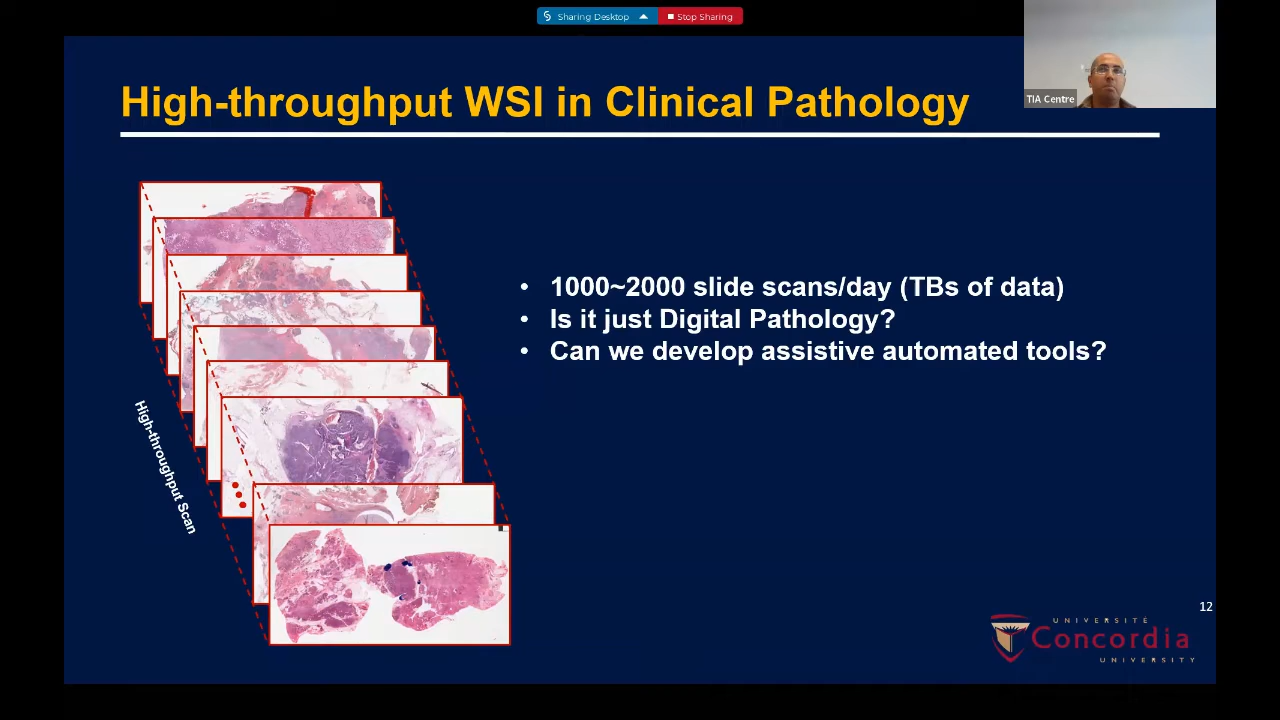 Sharing Desktop
Stop Sharing
TIA Centre
High-throughput WSI in Clinical Pathology
• 1000~2000 slide scans/day (TBs of data)
• Is it just Digital Pathology?
• Can we develop assistive automated tools?
High-throughput Scan
12
UNIVERSITÉ
Concordia
UNIVERSITY